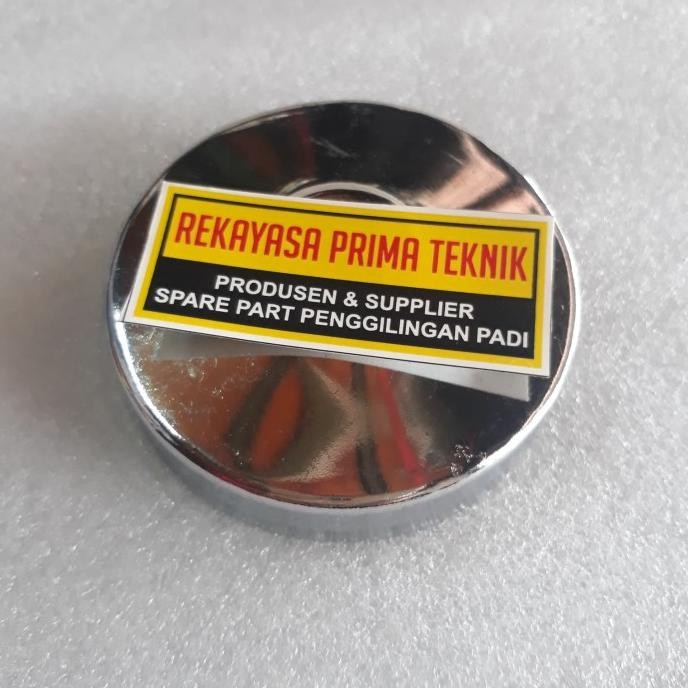 REKAYASA PRIMA TEKNIK
PRODUSEN & SUPPLIER
SPARE PART PENGGILINGAN PADI